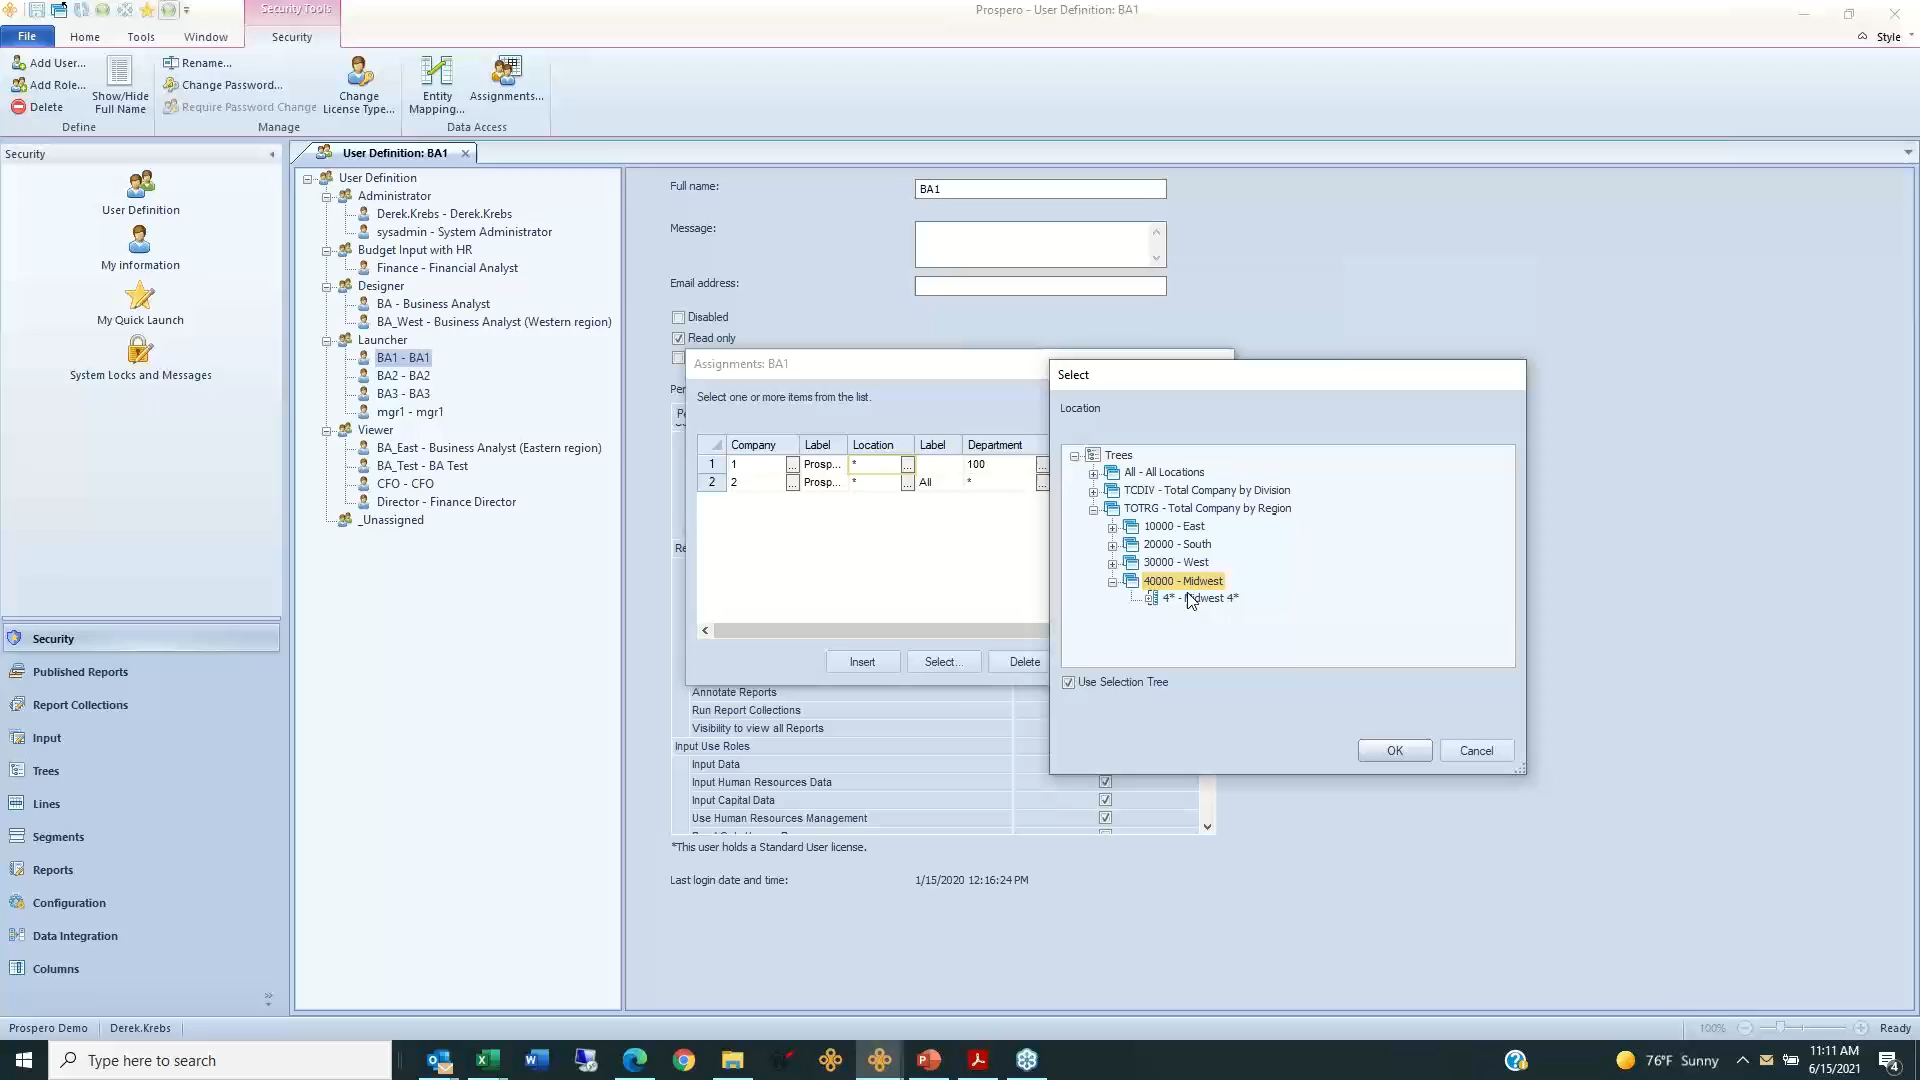 Security Tools
Prospero - User Definition: BA1
File
Home
Tools
Window
Security
Style
Add User...
Add Role...
Delete
Show/Hide
Full Name
Define
Rename...
Change Password...
Require Password Change
Change
License Type...
Manage
Entity
Mapping...
Assignments...
Data Access
Security
User Definition
My information
My Quick Launch
System Locks and Messages
Security
Published Reports
Report Collections
Input
Trees
Lines
Segments
Reports
Configuration
Data Integration
Columns
User Definition: BA1
User Definition
Administrator
Derek.Krebs - Derek.Krebs
sysadmin - System Administrator
Budget Input with HR
Finance - Financial Analyst
Designer
BA - Business Analyst
BA_West - Business Analyst (Western region)
Launcher
BA1 - BA1
BA2 - BA2
BA3 - BA3
mgr1 - mgr1
Viewer
BA_East - Business Analyst (Eastern region)
BA_Test - BA Test
CFO - CFO
Director - Finance Director
_Unassigned
Full name:
BA1
Message:
Email address:
Disabled
Read only
Per
Pe
Re
Assignments: BA1
Select one or more items from the list.
Company Label Location Label Department
1 1 ... Prosp... * ... 100 ...
2 2 ... Prosp... * ... All * ...
Insert
Select...
Delete
Annotate Reports
Run Report Collections
Visibility to view all Reports
Input Use Roles
Input Data
Input Human Resources Data
Input Capital Data
Use Human Resources Management
*This user holds a Standard User license.
Last login date and time:
1/15/2020 12:16:24 PM
Select
Location
Trees
All - All Locations
TCDIV - Total Company by Division
TOTRG - Total Company by Region
10000 - East
20000 - South
30000 - West
40000 - Midwest
4* - Midwest 4*
Use Selection Tree
OK
Cancel
Prospero Demo
Derek.Krebs
100%
Ready
Type here to search
76°F Sunny
11:11 AM
6/15/2021
4